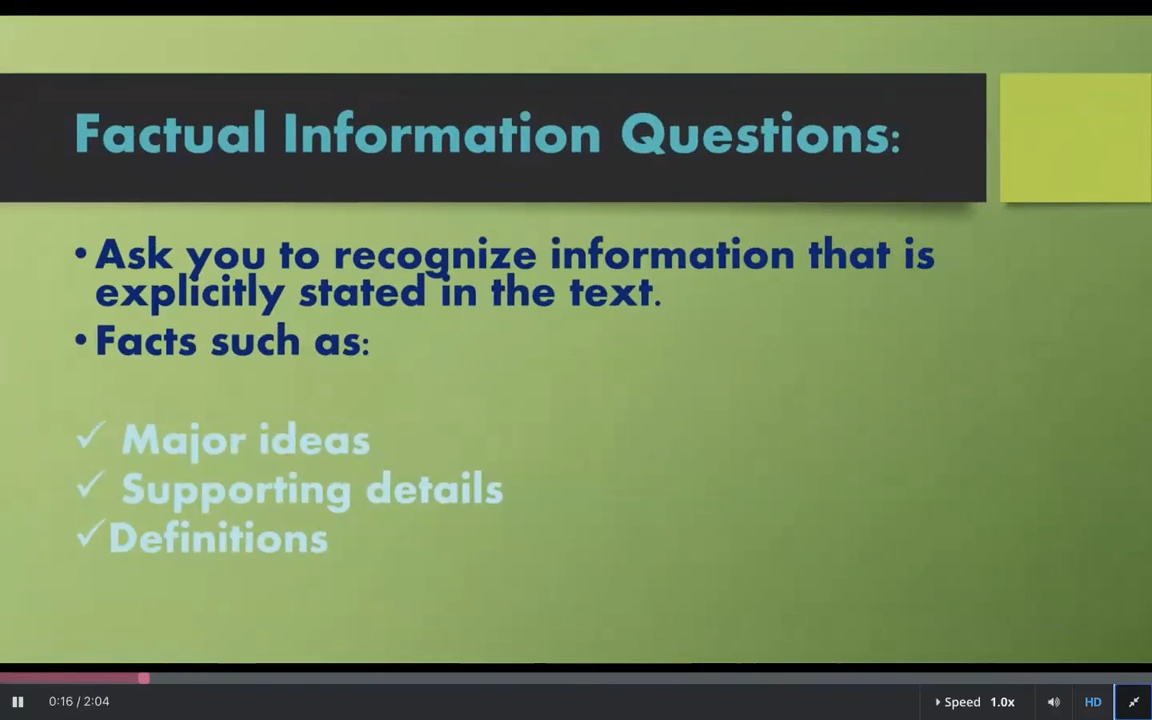 Factual Information Questions:
• Ask you to recognize information that is
explicitly stated in the text.
• Facts such as:
✓ Major ideas
✓ Supporting details
✓ Definitions
0:16 / 2:04
Speed 1.0x
HD